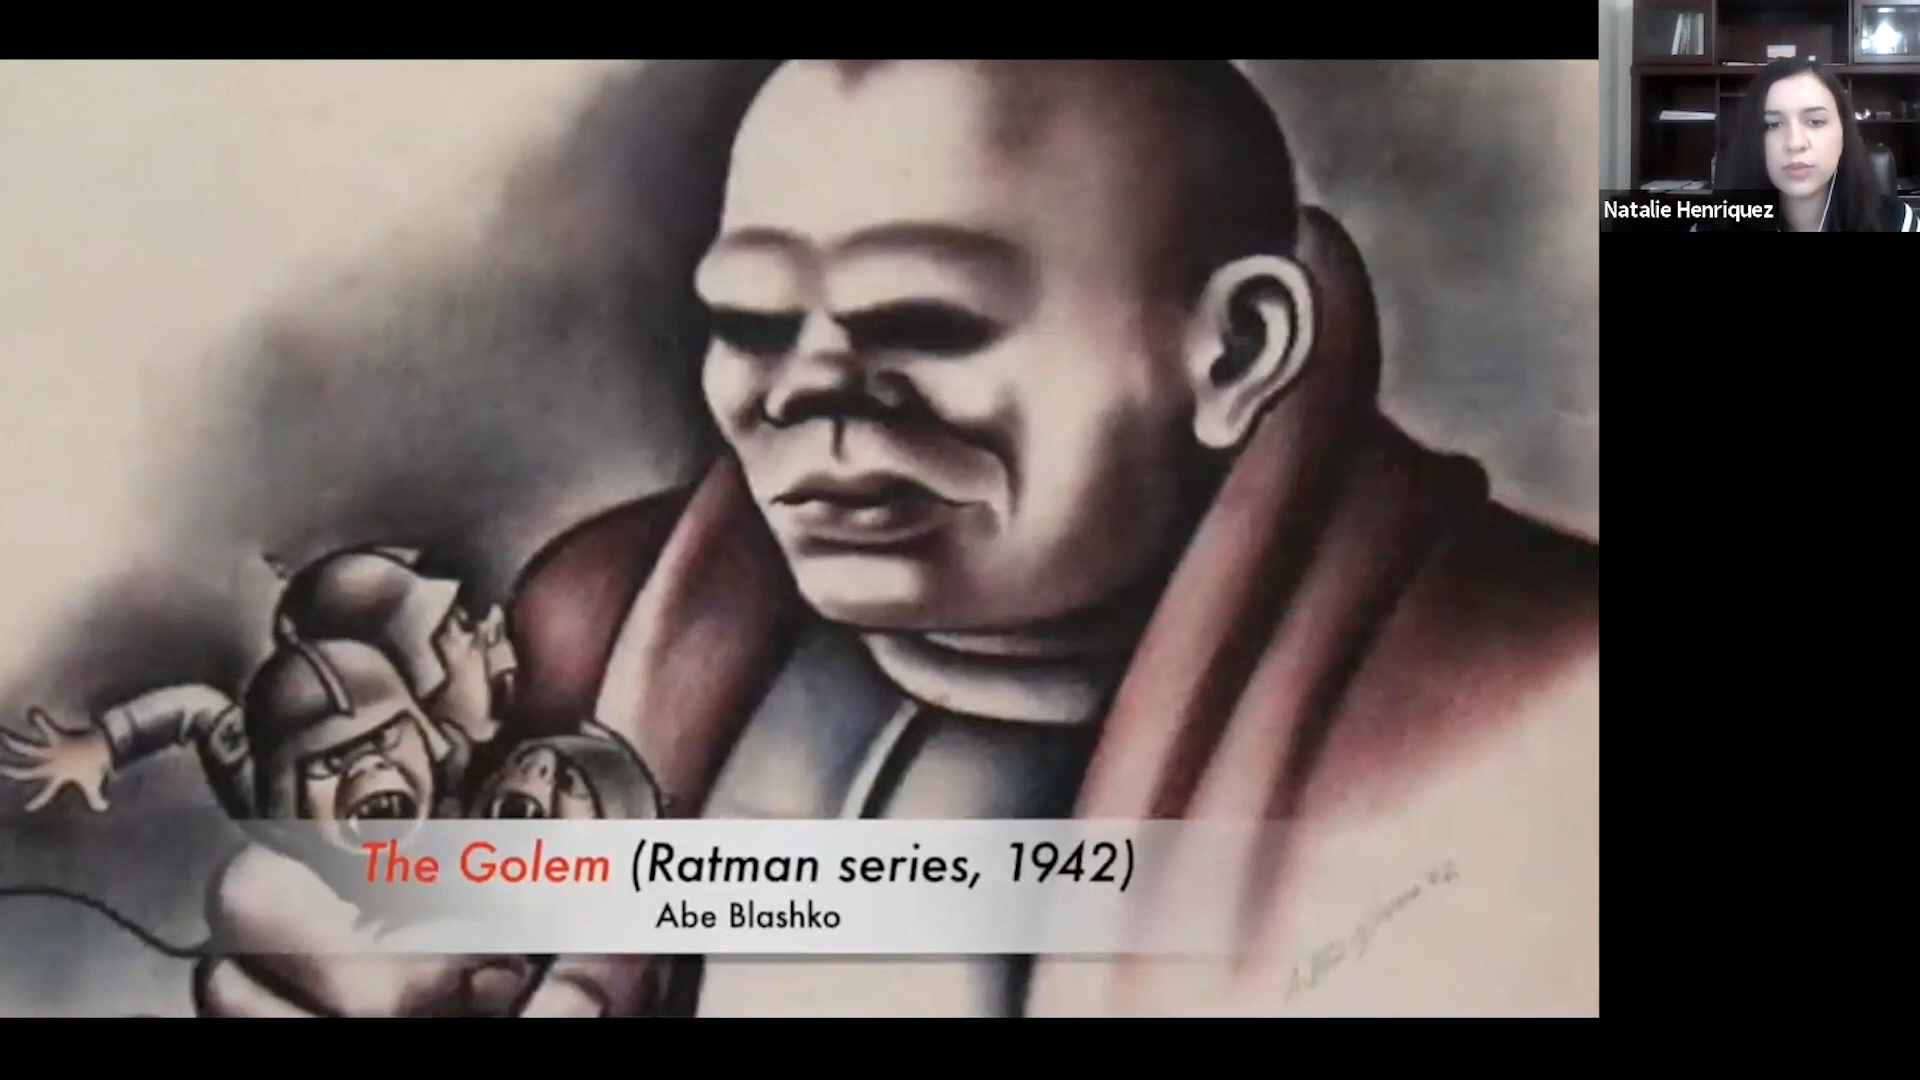 Natalie Henriquez
The Golem (Ratman series, 1942)
Abe Blashko